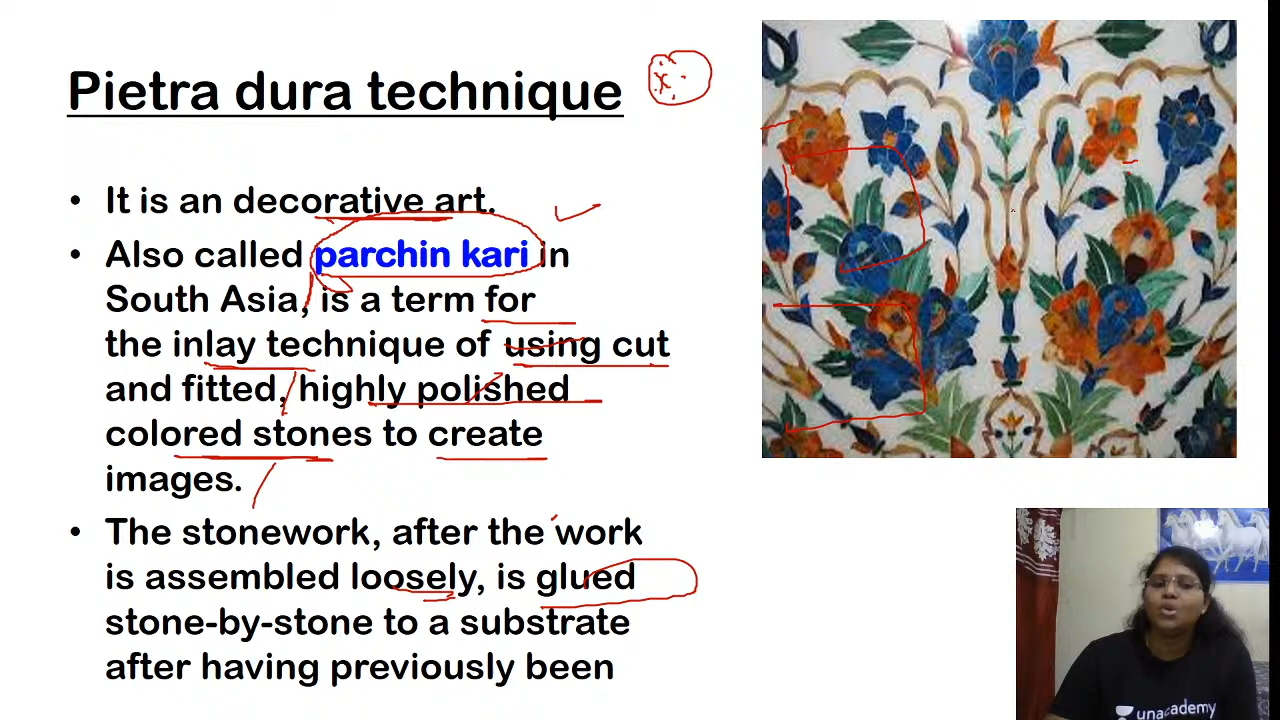 Pietra dura technique
• It is an decorative art.
• Also called parchin kari in
South Asia, is a term for
the inlay technique of using cut
and fitted, highly polished
colored stones to create
images.
• The stonework, after the work
is assembled loosely, is glued
stone-by-stone to a substrate
after having previously been
unacademy